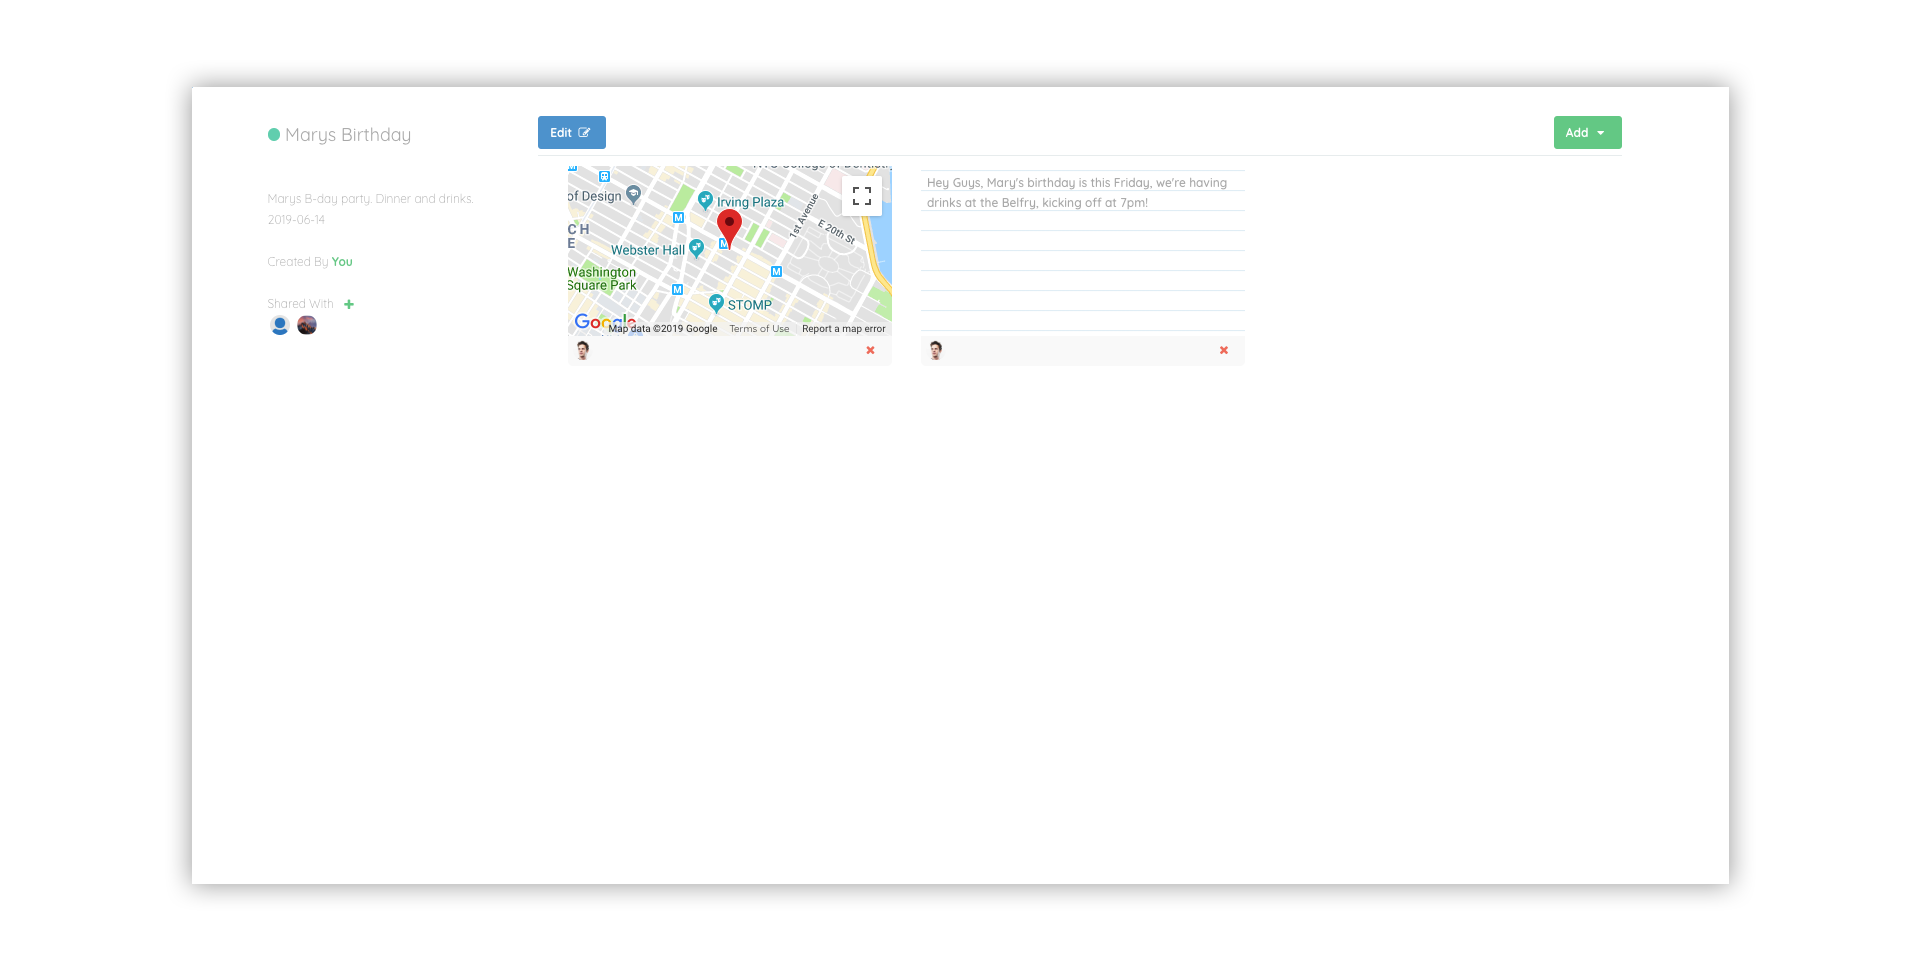 Marys Birthday
Marys B-day party. Dinner and drinks.
2019-06-14
Created By You
Shared With
Edit
Add
of Design
Irving Plaza
1st Avenue
E 20th St
CH
E
Webster Hall
M
M
M
M
Washington
Square Park
STOMP
Google
Map data ©2019 Google
Terms of Use
Report a map error
Hey Guys, Mary's birthday is this Friday, we're having
drinks at the Belfry, kicking off at 7pm!